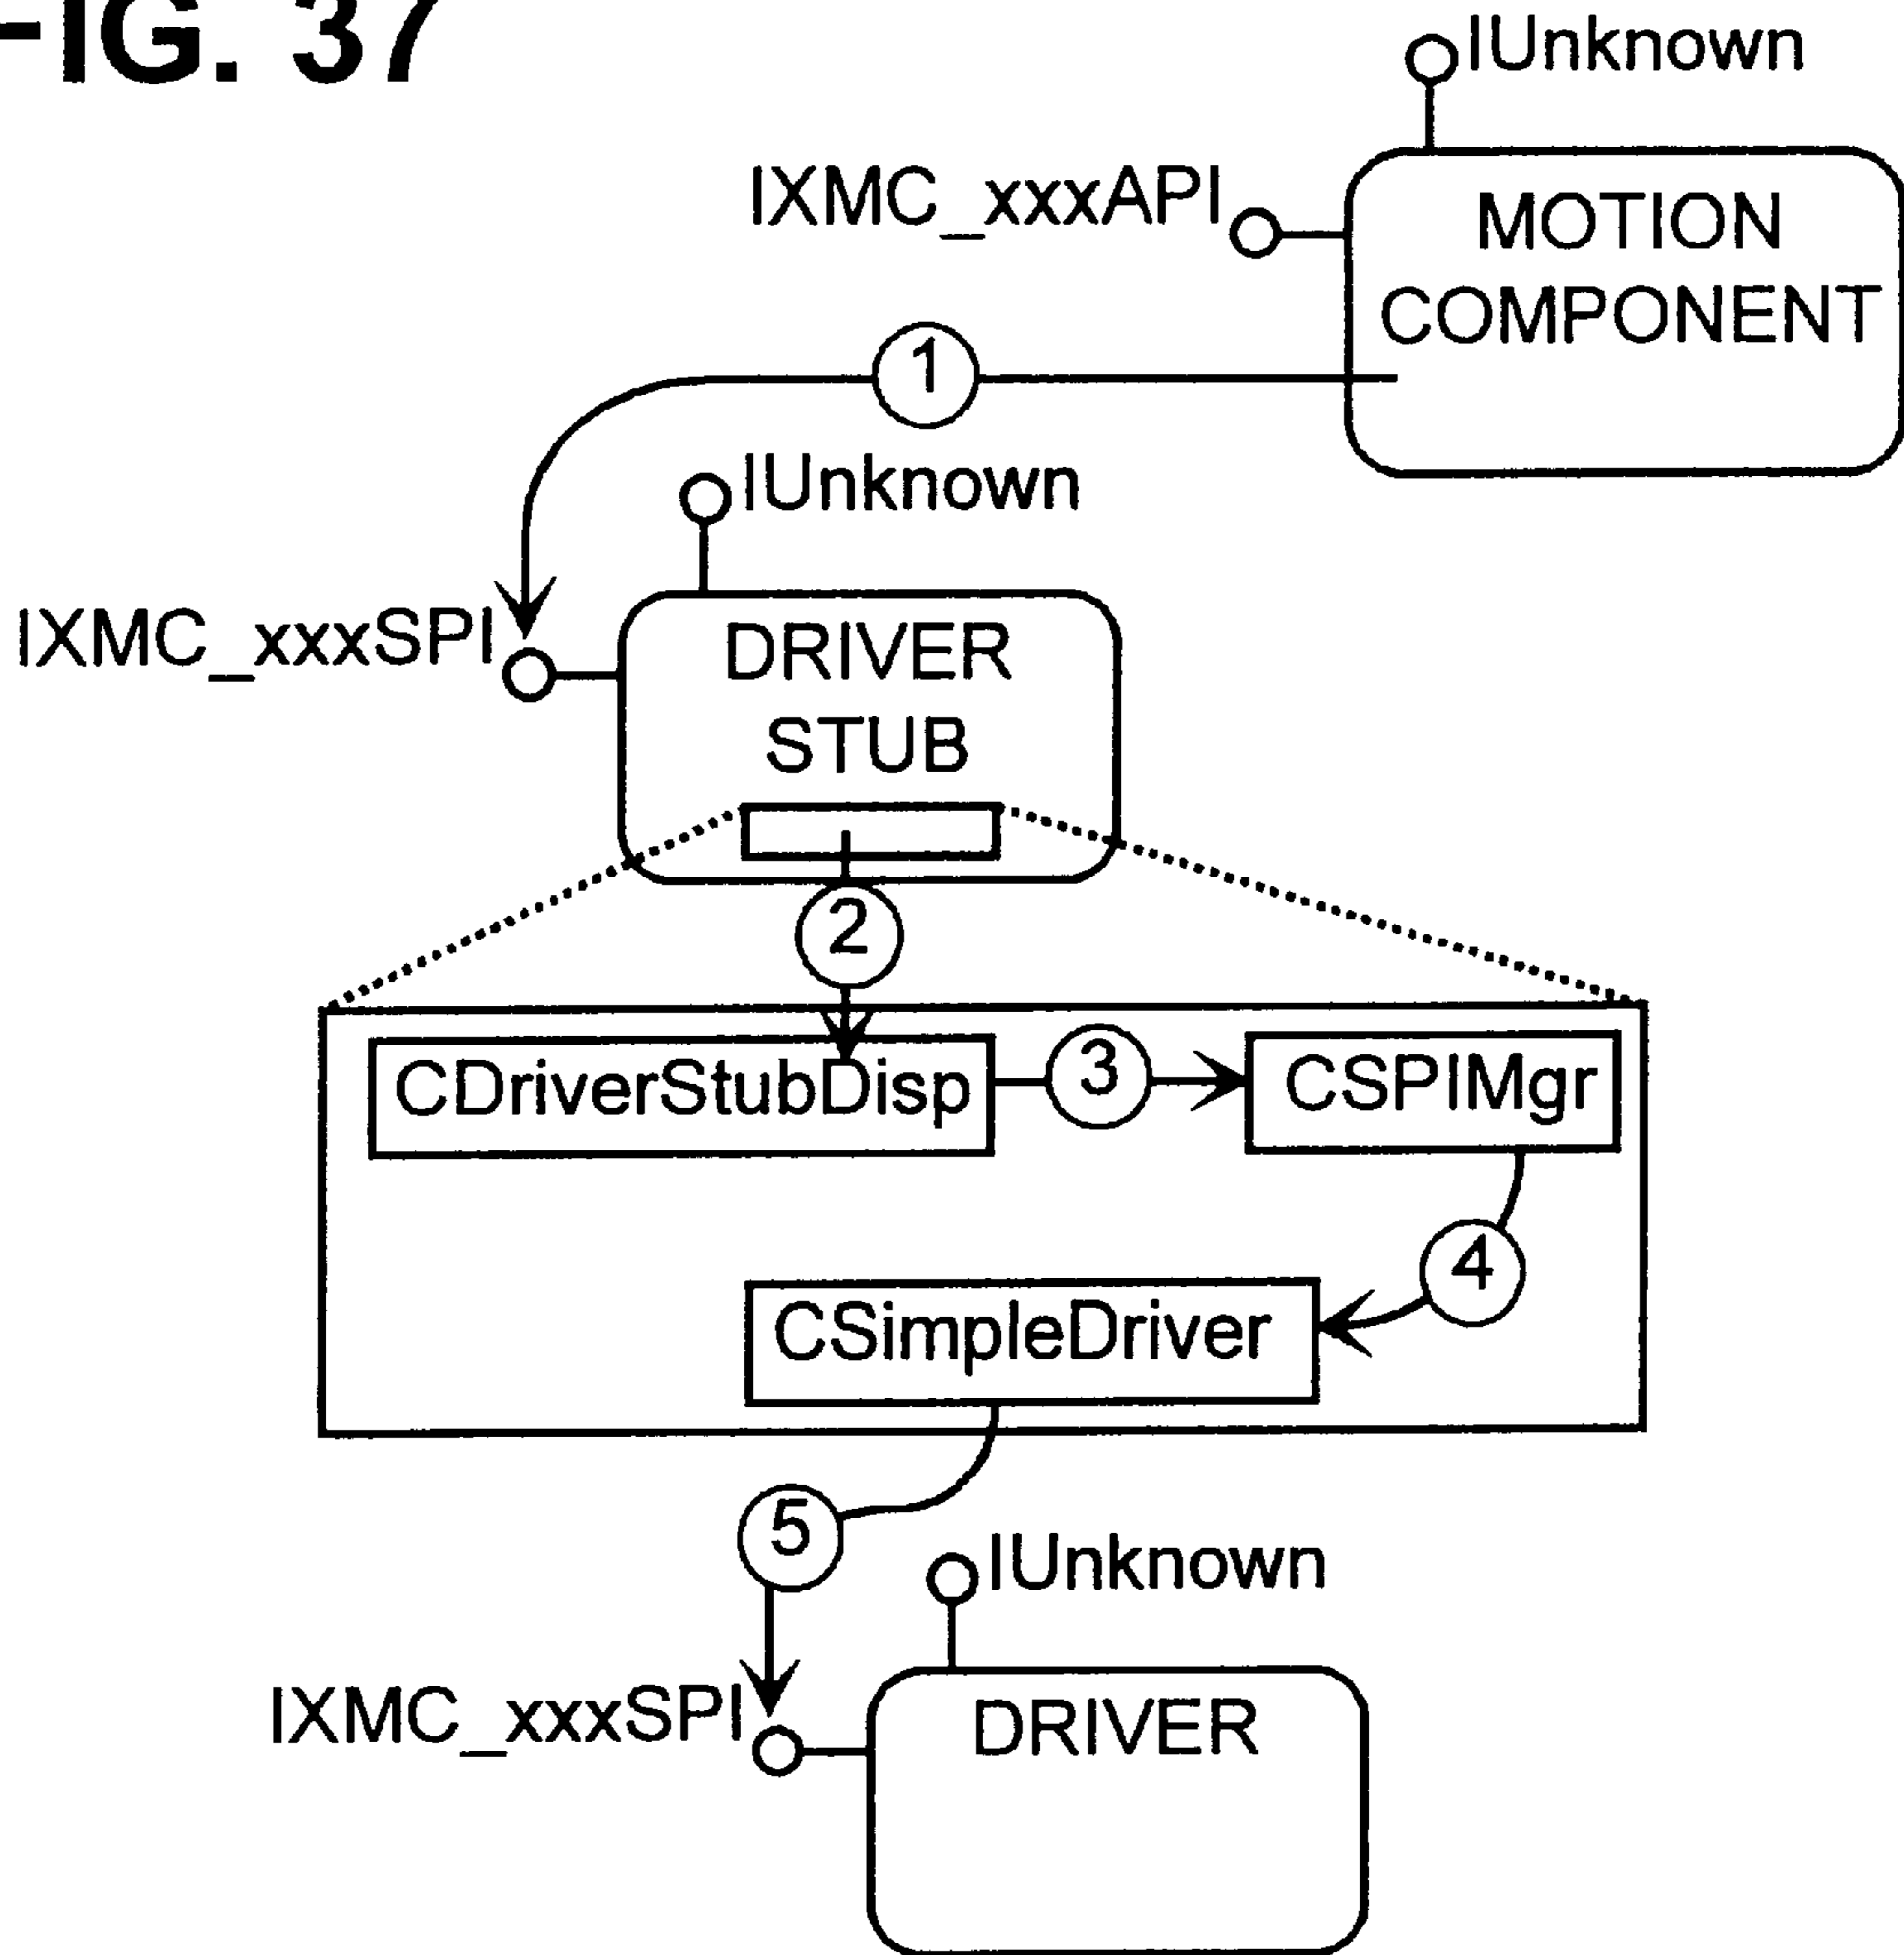 FIG. 37
IUnknown
IXMC_xxxAPI
MOTION
COMPONENT
1
IUnknown
IXMC_xxxSPI
DRIVER
STUB
2
CDriverStubDisp
3
CSPIMgr
4
CSimpleDriver
5
IUnknown
IXMC_xxxSPI
DRIVER